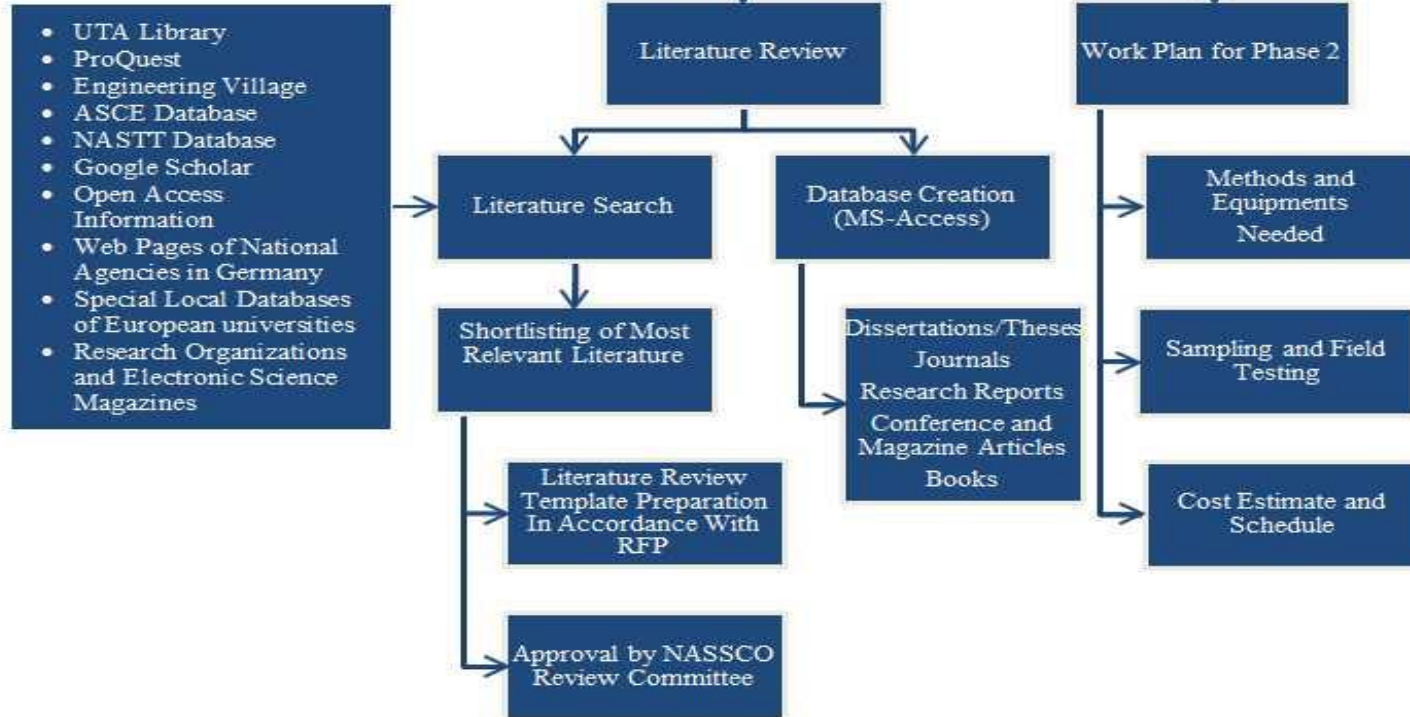 • UTA Library
• ProQuest
• Engineering Village
• ASCE Database
• NASTT Database
• Google Scholar
• Open Access
Information
• Web Pages of National
Agencies in Germany
• Special Local Databases
of European universities
• Research Organizations
and Electronic Science
Magazines
Literature Review
Literature Search
Database Creation
(MS-Access)
Shortlisting of Most
Relevant Literature
Dissertations/Theses
Journals
Research Reports
Conference and
Magazine Articles
Books
Literature Review
Template Preparation
In Accordance With
RFP
Approval by NASSCO
Review Committee
Work Plan for Phase 2
Methods and
Equipments
Needed
Sampling and Field
Testing
Cost Estimate and
Schedule